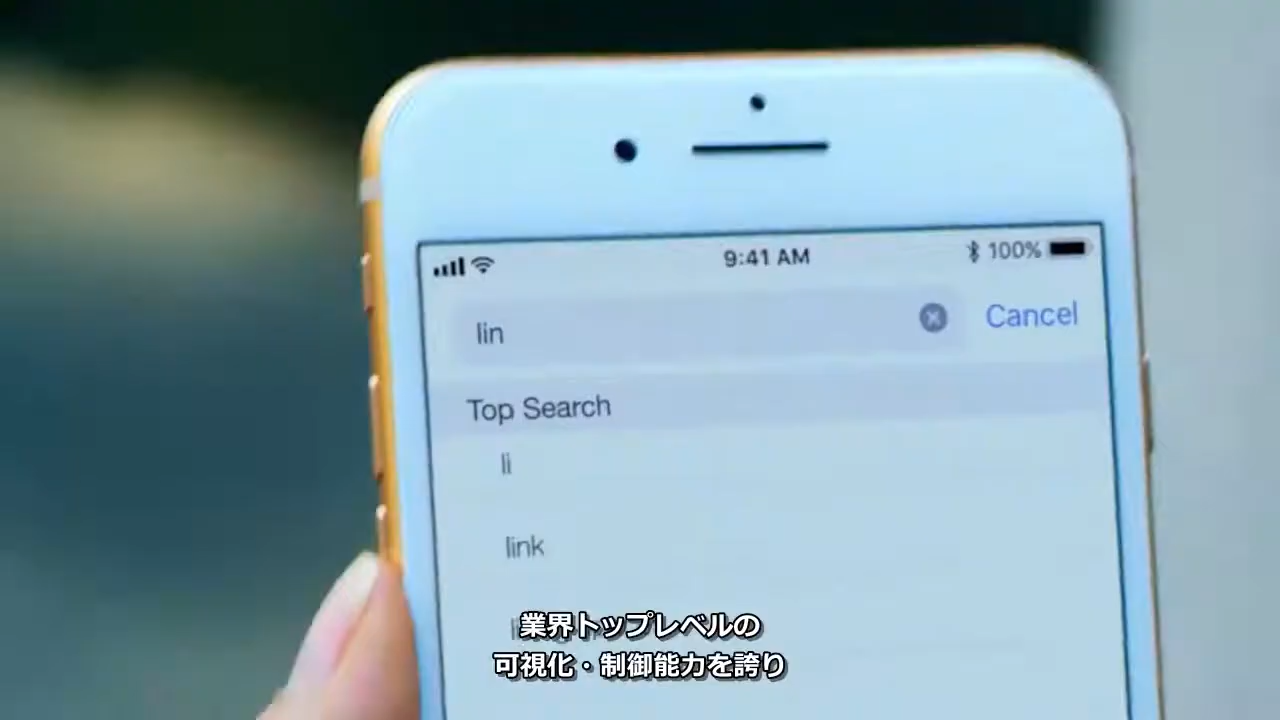 9:41 AM
100%
lin
Cancel
Top Search
li
link
業界トップレベルの
可視化・制御能力を誇り